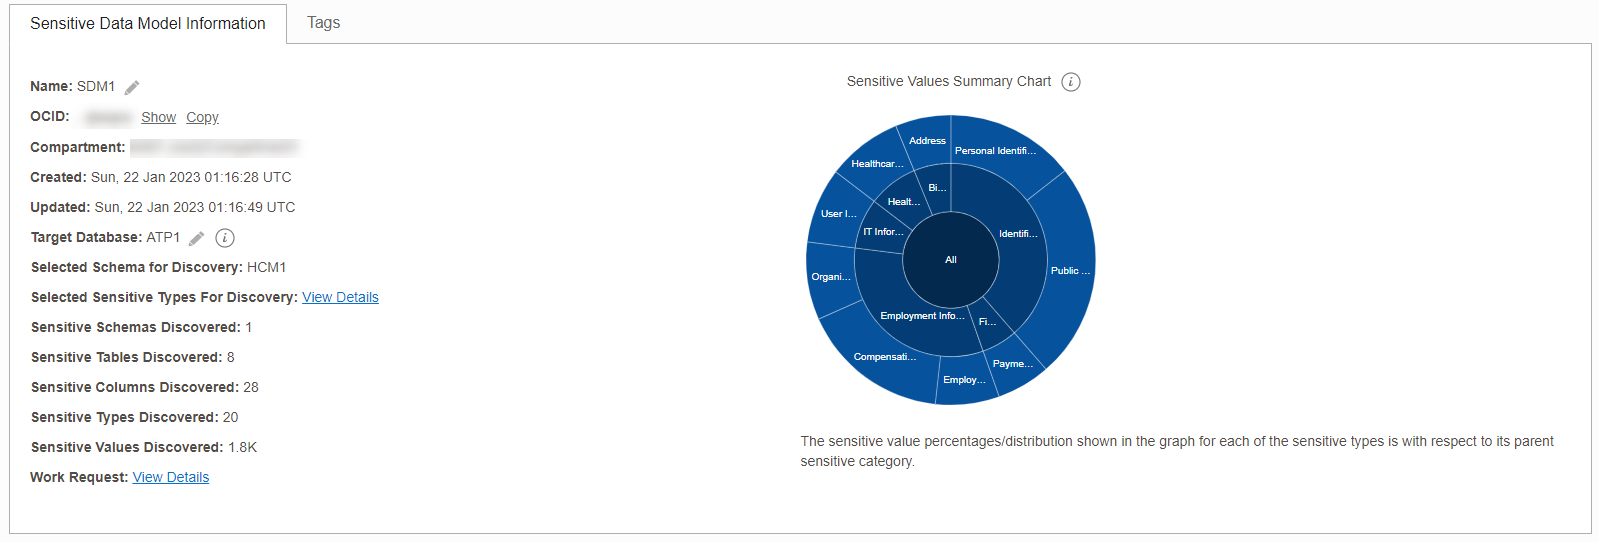 Sensitive Data Model Information
Tags
Name: SDM1
OCID: Show Copy
Compartment:
Created: Sun, 22 Jan 2023 01:16:28 UTC
Updated: Sun, 22 Jan 2023 01:16:49 UTC
Target Database: ATP1
Selected Schema for Discovery: HCM1
Selected Sensitive Types For Discovery: View Details
Sensitive Schemas Discovered: 1
Sensitive Tables Discovered: 8
Sensitive Columns Discovered: 28
Sensitive Types Discovered: 20
Sensitive Values Discovered: 1.8K
Work Request: View Details
Sensitive Values Summary Chart
Address
Personal Identifi...
Healthcar...
Bi...
Healt...
User I...
IT Infor...
Identifi...
All
Public ...
Organi...
Employment Info...
Fi...
Compensati...
Payme...
Employ...
The sensitive value percentages/distribution shown in the graph for each of the sensitive types is with respect to its parent
sensitive category.